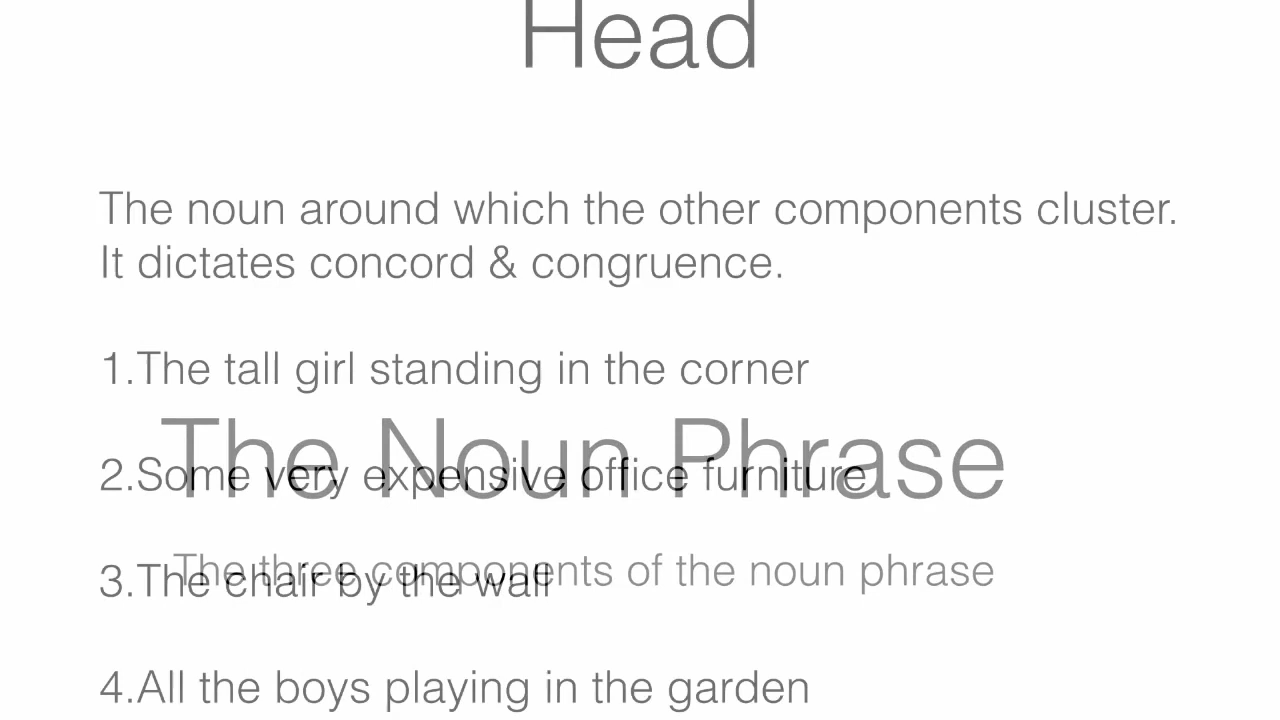 Head
The noun around which the other components cluster.
It dictates concord & congruence.
1.The tall girl standing in the corner
The Noun Phrase
2.Some very expensive office furniture
The three components of the noun phrase
3.The chair by the wall
4.All the boys playing in the garden